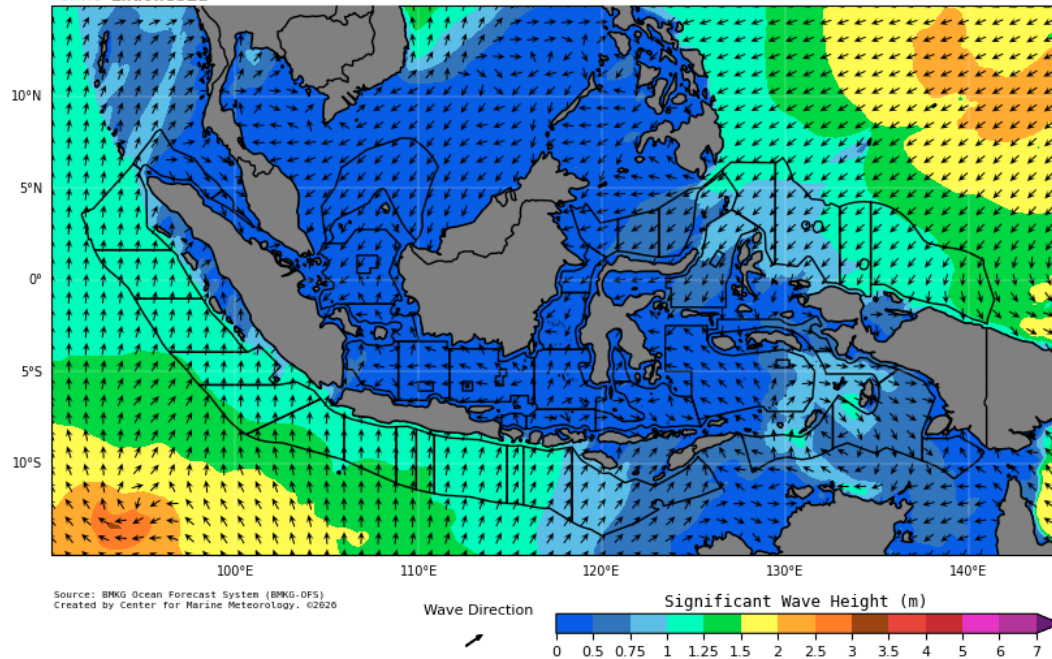 10°N
5°N
0°
5°S
10°S
100°E 110°E 120°E 130°E 140°E
Source: BMKG Ocean Forecast System (BMKG-OFS)
Created by Center for Marine Meteorology. ©2026
Wave Direction
Significant Wave Height (m)
0 0.5 0.75 1 1.25 1.5 2 2.5 3 3.5 4 5 6 7